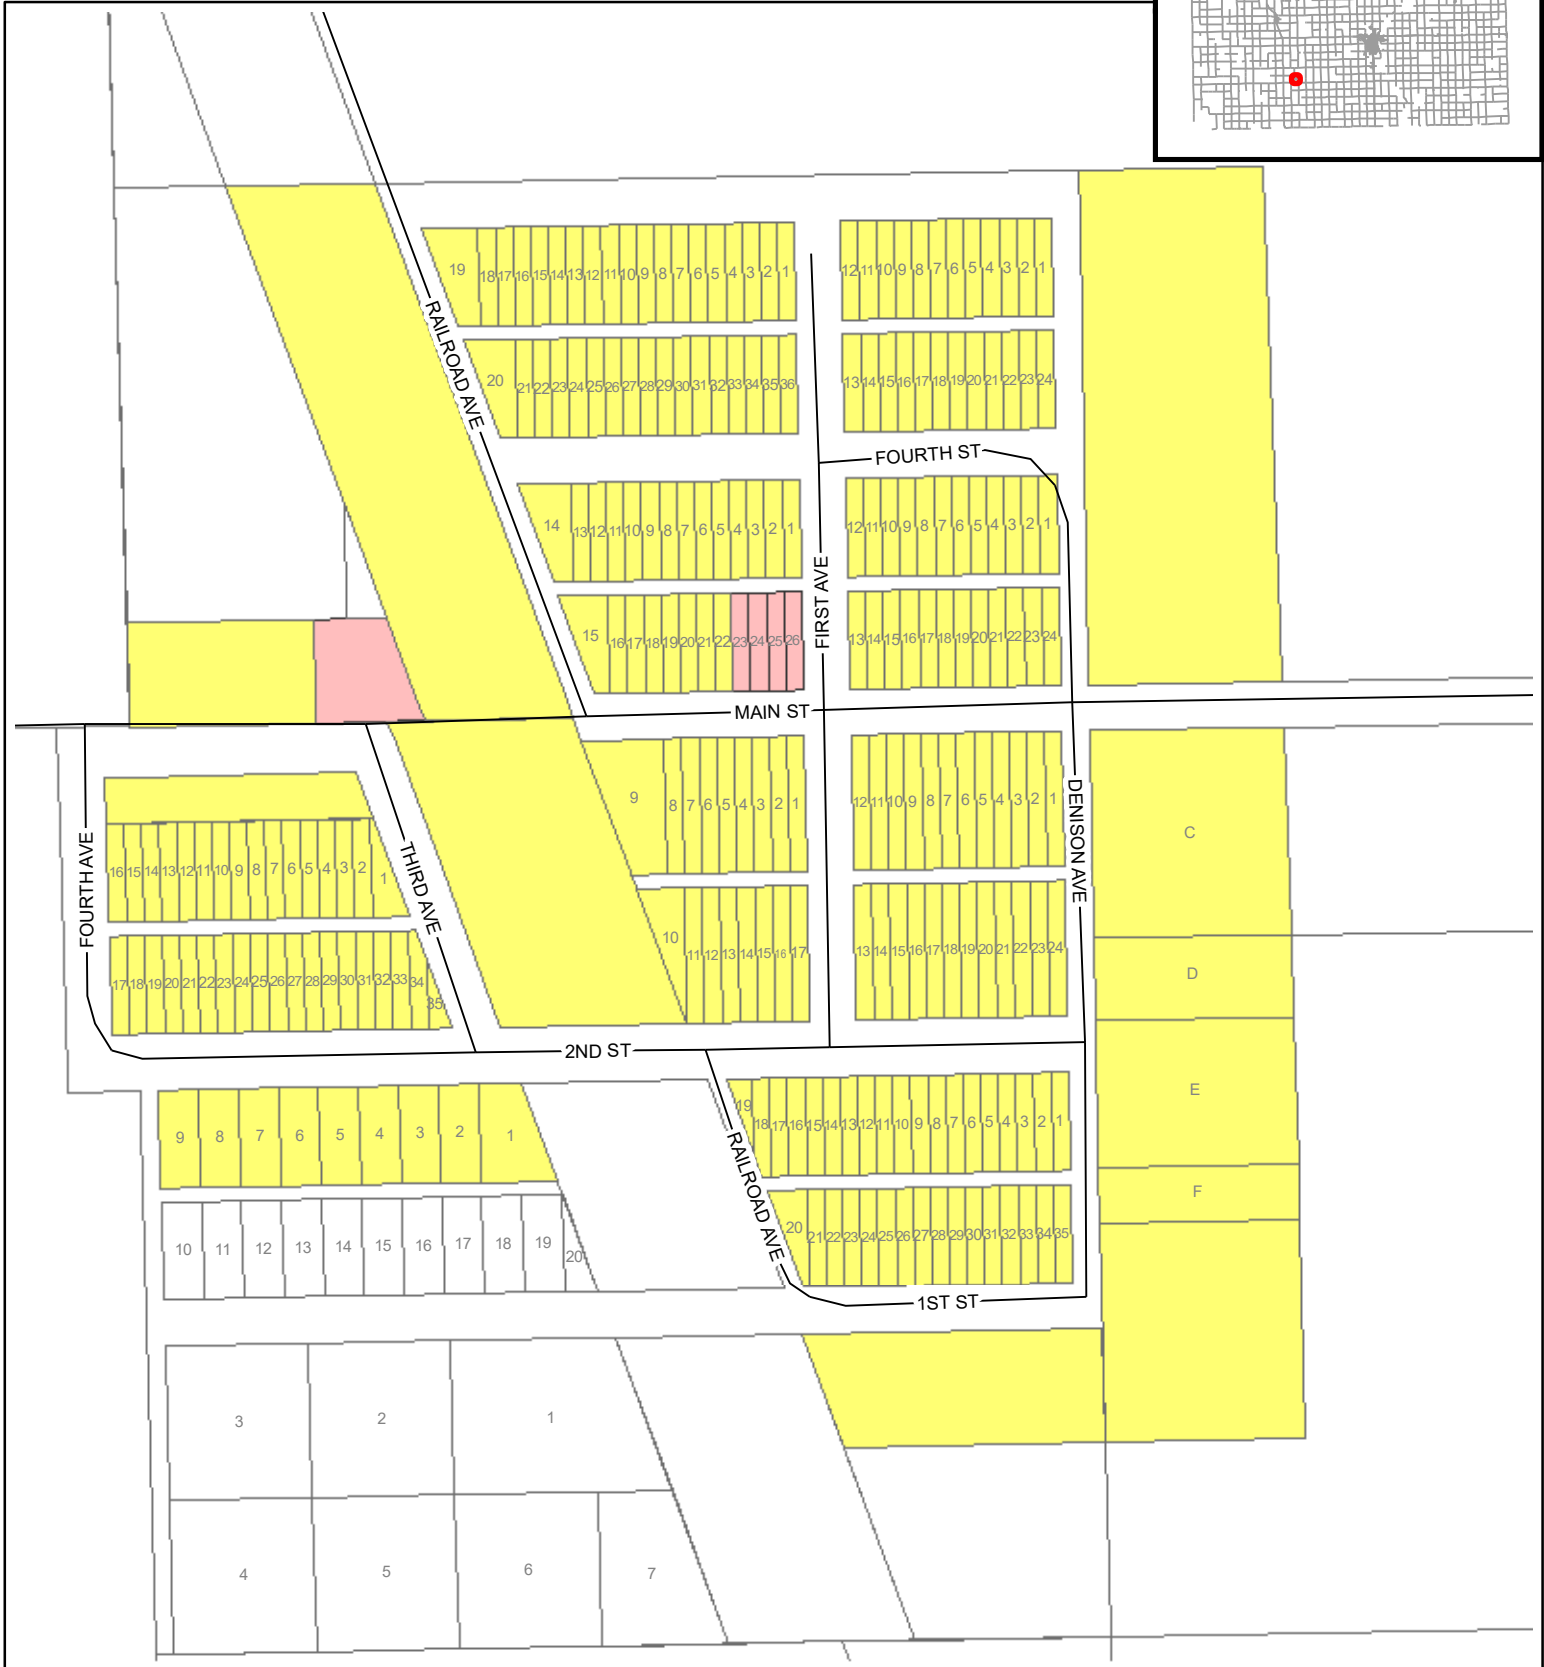 19 18 17 16 15 14 13 12 11 10 9 8 7 6 5 4 3 2 1
12 11 10 9 8 7 6 5 4 3 2 1
RAILROAD AVE
20 21 22 23 24 25 26 27 28 29 30 31 32 33 34 35 36
13 14 15 16 17 18 19 20 21 22 23 24
FOURTH ST
14 13 12 11 10 9 8 7 6 5 4 3 2 1
12 11 10 9 8 7 6 5 4 3 2 1
FIRST AVE
15 16 17 18 19 20 21 22 23 24 25 26
13 14 15 16 17 18 19 20 21 22 23 24
MAIN ST
9 8 7 6 5 4 3 2 1
12 11 10 9 8 7 6 5 4 3 2 1
DENISON AVE
C
FOURTH AVE
16 15 14 13 12 11 10 9 8 7 6 5 4 3 2 1
THIRD AVE
10 11 12 13 14 15 16 17
13 14 15 16 17 18 19 20 21 22 23 24
D
17 18 19 20 21 22 23 24 25 26 27 28 29 30 31 32 33 34 35
2ND ST
E
9 8 7 6 5 4 3 2 1
19 18 17 16 15 14 13 12 11 10 9 8 7 6 5 4 3 2 1
RAILROAD AVE
F
10 11 12 13 14 15 16 17 18 19 20
20 21 22 23 24 25 26 27 28 29 30 31 32 33 34 35
1ST ST
3 2 1
4 5 6 7